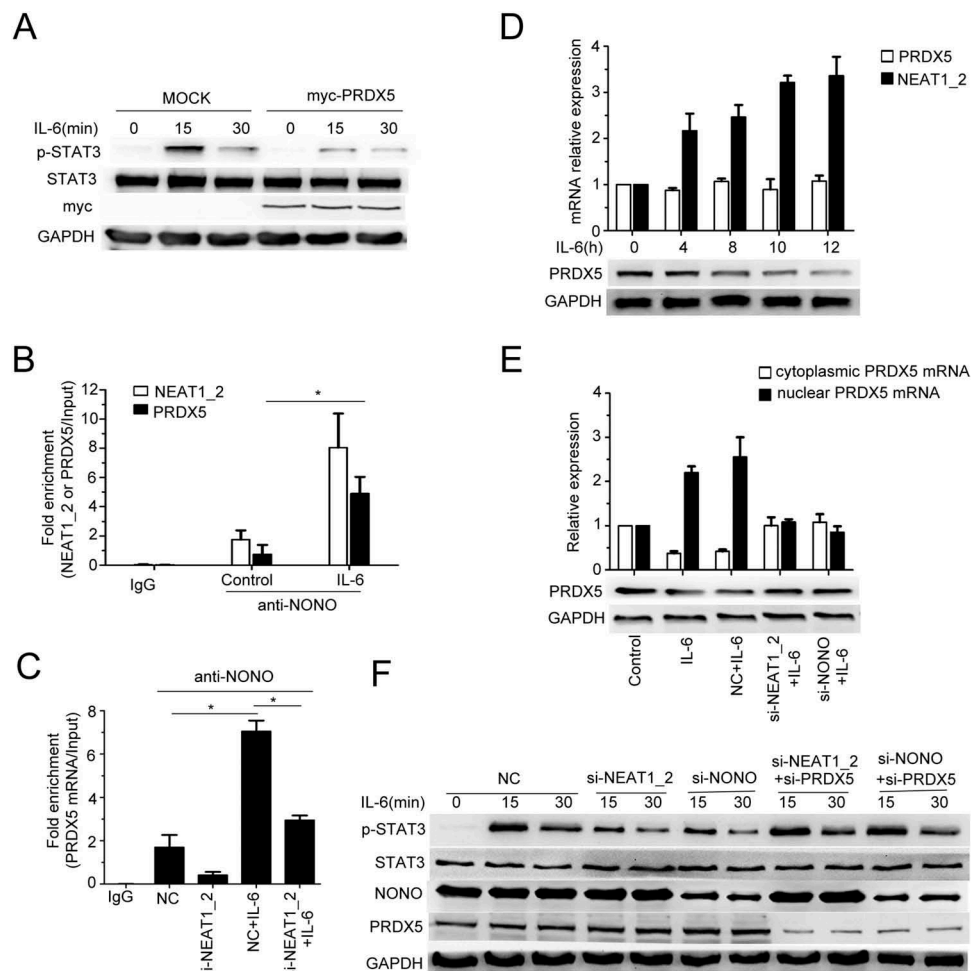 A
MOCK
myc-PRDX5
IL-6(min) 0 15 30 0 15 30
p-STAT3
STAT3
myc
GAPDH
B
NEAT1_2
PRDX5
*
Fold enrichment
(NEAT1_2 or PRDX5/Input)
12
10
8
6
4
2
0
IgG
Control
IL-6
anti-NONO
C
anti-NONO
*
*
Fold enrichment
(PRDX5 mRNA/Input)
8
6
4
2
0
IgG
NC
si-NEAT1_2
NC+IL-6
si-NEAT1_2
+IL-6
D
PRDX5
NEAT1_2
mRNA relative expression
4
3
2
1
0
IL-6(h) 0 4 8 10 12
PRDX5
GAPDH
E
cytoplasmic PRDX5 mRNA
nuclear PRDX5 mRNA
Relative expression
4
3
2
1
0
PRDX5
GAPDH
Control
IL-6
NC+IL-6
si-NEAT1_2
+IL-6
si-NONO
+IL-6
F
NC
si-NEAT1_2
si-NONO
si-NEAT1_2
+si-PRDX5
si-NONO
+si-PRDX5
IL-6(min) 0 15 30 15 30 15 30 15 30 15 30
p-STAT3
STAT3
NONO
PRDX5
GAPDH